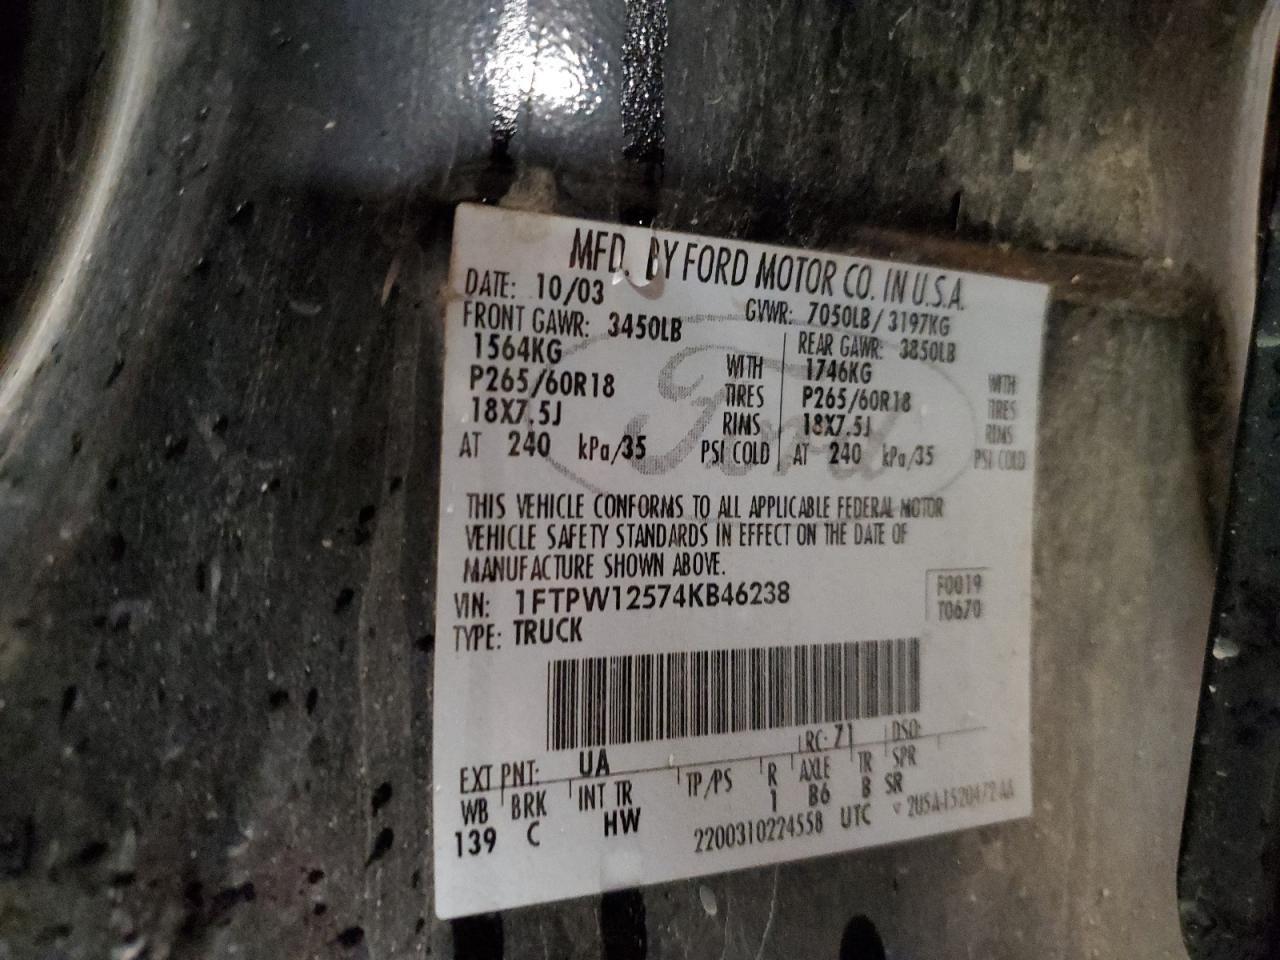 MFD. BY FORD MOTOR CO. IN U.S.A.
DATE: 10/03 GVWR: 7050LB/3197KG
FRONT GAWR: 3450LB REAR GAWR: 3850LB
1564KG WITH 1746KG WITH
P265/60R18 TIRES P265/60R18 TIRES
18X7.5J RIMS 18X7.5J RIMS
AT 240 kPa/35 PSI COLD AT 240 kPa/35 PSI COLD
Ford
THIS VEHICLE CONFORMS TO ALL APPLICABLE FEDERAL MOTOR
VEHICLE SAFETY STANDARDS IN EFFECT ON THE DATE OF
MANUFACTURE SHOWN ABOVE.
VIN: 1FTPW12574KB46238 F0019
TYPE: TRUCK T0670
EXT PNT: UA RC: 71 DSO:
WB BRK INT TR TP/PS R AXLE TR SPR
139 C HW 1 B6 B SR
2200310224558 UTC